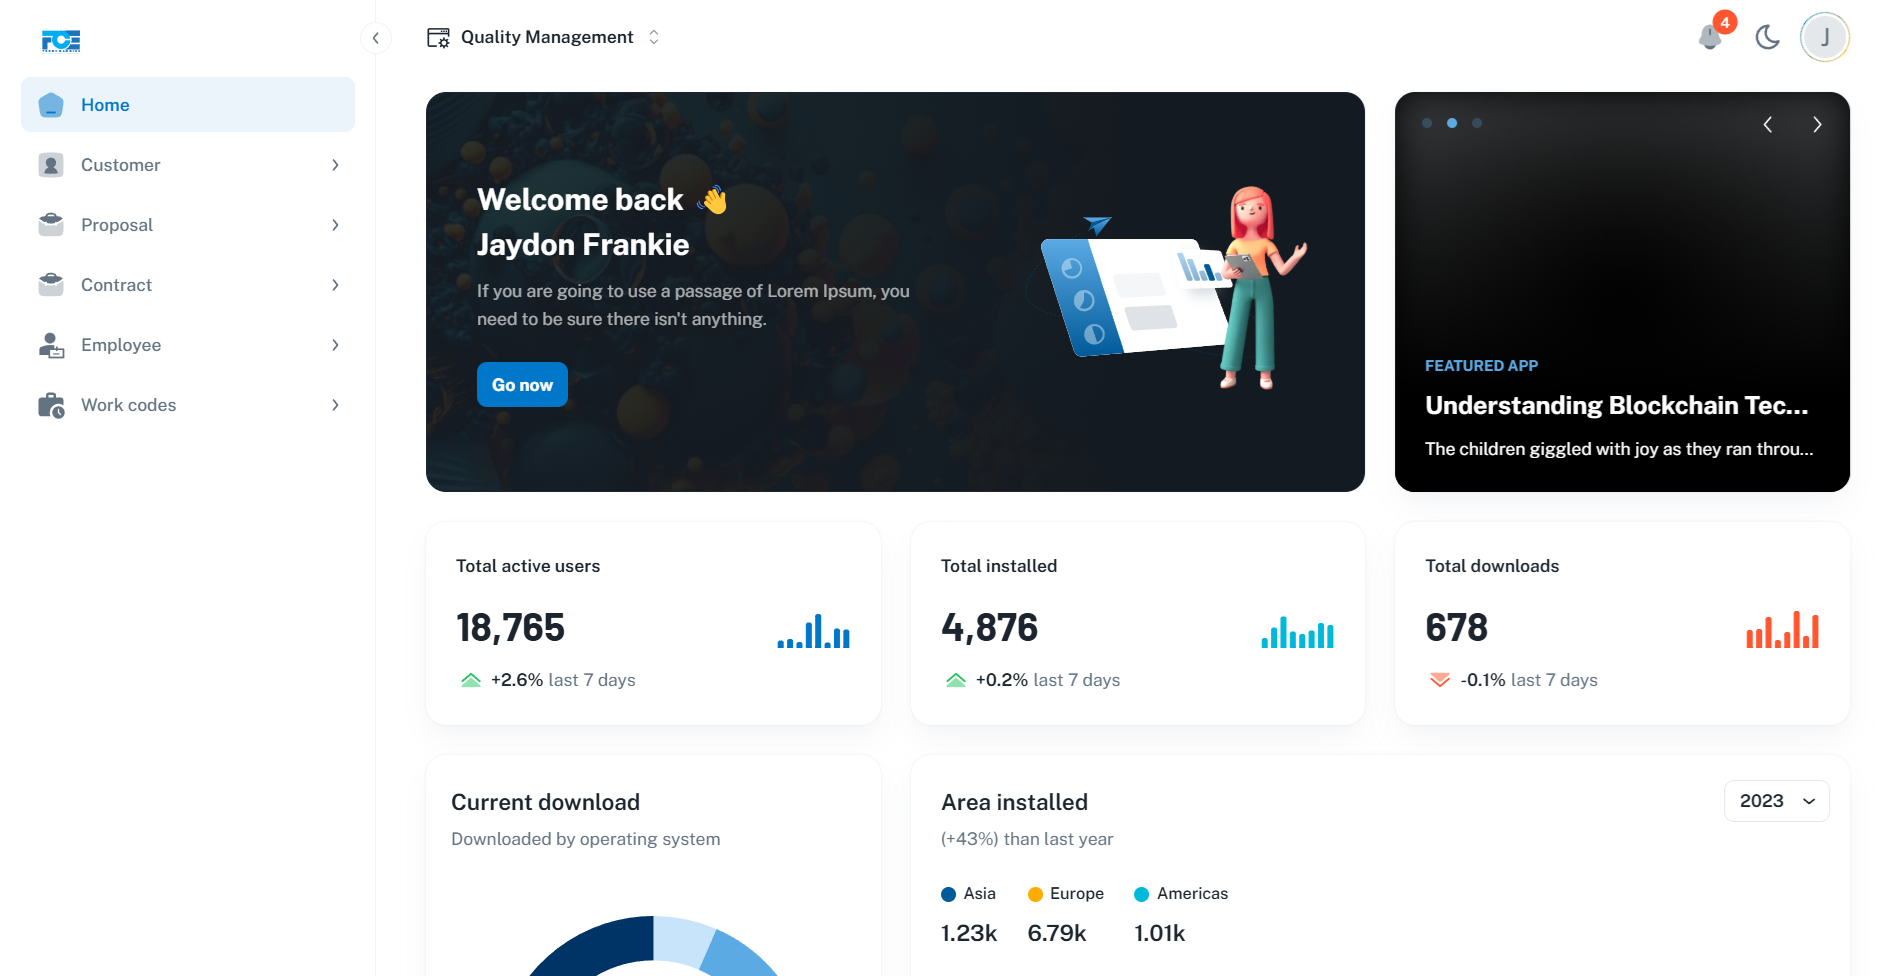 FCE
Quality Management
4
J
Home
Customer
Proposal
Contract
Employee
Work codes
Welcome back 👋
Jaydon Frankie
If you are going to use a passage of Lorem Ipsum, you
need to be sure there isn't anything.
Go now
FEATURED APP
Understanding Blockchain Tec...
The children giggled with joy as they ran throu...
Total active users
18,765
+2.6% last 7 days
Total installed
4,876
+0.2% last 7 days
Total downloads
678
-0.1% last 7 days
Current download
Downloaded by operating system
Area installed
(+43%) than last year
2023
Asia
1.23k
Europe
6.79k
Americas
1.01k